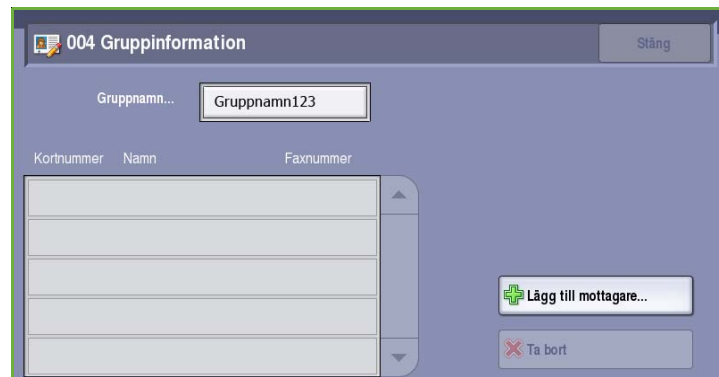 004 Gruppinformation
Stäng
Gruppnamn... Gruppnamn123
Kortnummer Namn Faxnummer
Lägg till mottagare...
Ta bort